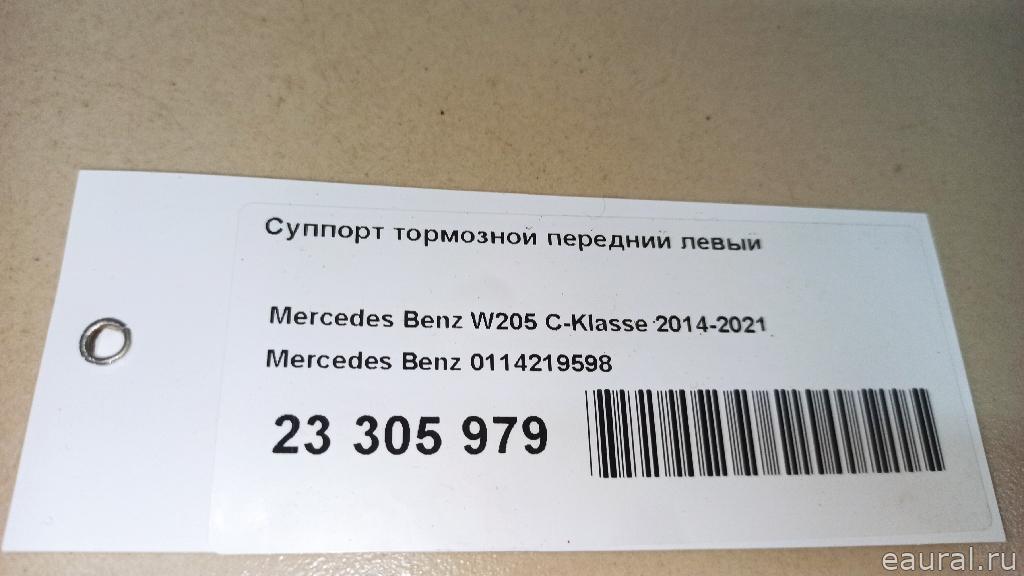 Суппорт тормозной передний левый
Mercedes Benz W205 C-Klasse 2014-2021
Mercedes Benz 0114219598
23 305 979
eaural.ru